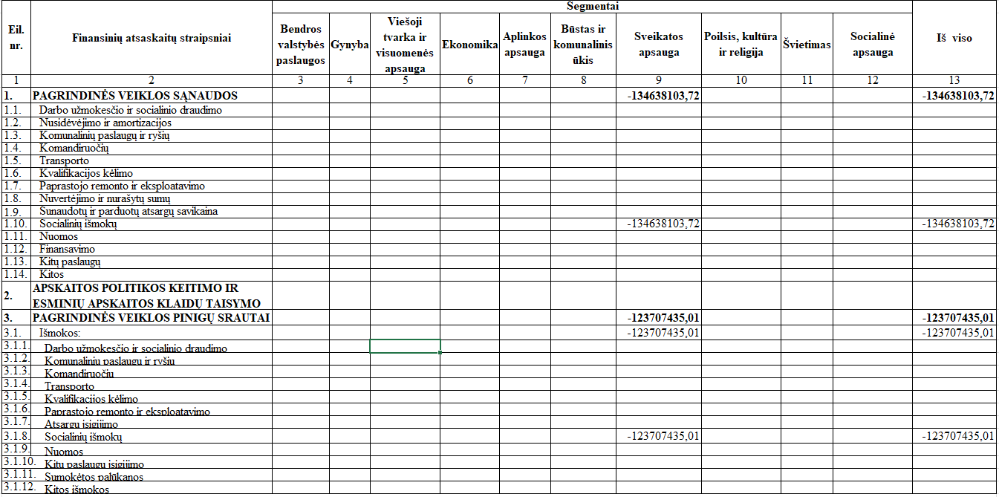 Segmentai
Eil. nr. Finansinių atsaskaitų straipsniai Bendros valstybės paslaugos Gynyba Viešoji tvarka ir visuomenės apsauga Ekonomika Aplinkos apsauga Būstas ir komunalinis ūkis Sveikatos apsauga Poilsis, kultūra ir religija Švietimas Socialinė apsauga Iš viso
1 2 3 4 5 6 7 8 9 10 11 12 13
1. PAGRINDINĖS VEIKLOS SĄNAUDOS -134638103,72 -134638103,72
1.1. Darbo užmokesčio ir socialinio draudimo
1.2. Nusidėvėjimo ir amortizacijos
1.3. Komunalinių paslaugų ir ryšių
1.4. Komandiruočių
1.5. Transporto
1.6. Kvalifikacijos kėlimo
1.7. Paprastojo remonto ir eksploatavimo
1.8. Nuvertėjimo ir nurašytų sumų
1.9. Sunaudotų ir parduotų atsargų savikaina
1.10. Socialinių išmokų -134638103,72 -134638103,72
1.11. Nuomos
1.12. Finansavimo
1.13. Kitų paslaugų
1.14. Kitos
2. APSKAITOS POLITIKOS KEITIMO IR
ESMINIŲ APSKAITOS KLAIDŲ TAISYMO
3. PAGRINDINĖS VEIKLOS PINIGŲ SRAUTAI -123707435,01 -123707435,01
3.1. Išmokos: -123707435,01 -123707435,01
3.1.1. Darbo užmokesčio ir socialinio draudimo
3.1.2. Komunalinių paslaugų ir ryšių
3.1.3. Komandiruočių
3.1.4. Transporto
3.1.5. Kvalifikacijos kėlimo
3.1.6. Paprastojo remonto ir eksploatavimo
3.1.7. Atsargų įsigijimo
3.1.8. Socialinių išmokų -123707435,01 -123707435,01
3.1.9. Nuomos
3.1.10. Kitų paslaugų įsigijimo
3.1.11. Sumokėtos palūkanos
3.1.12. Kitos išmokos